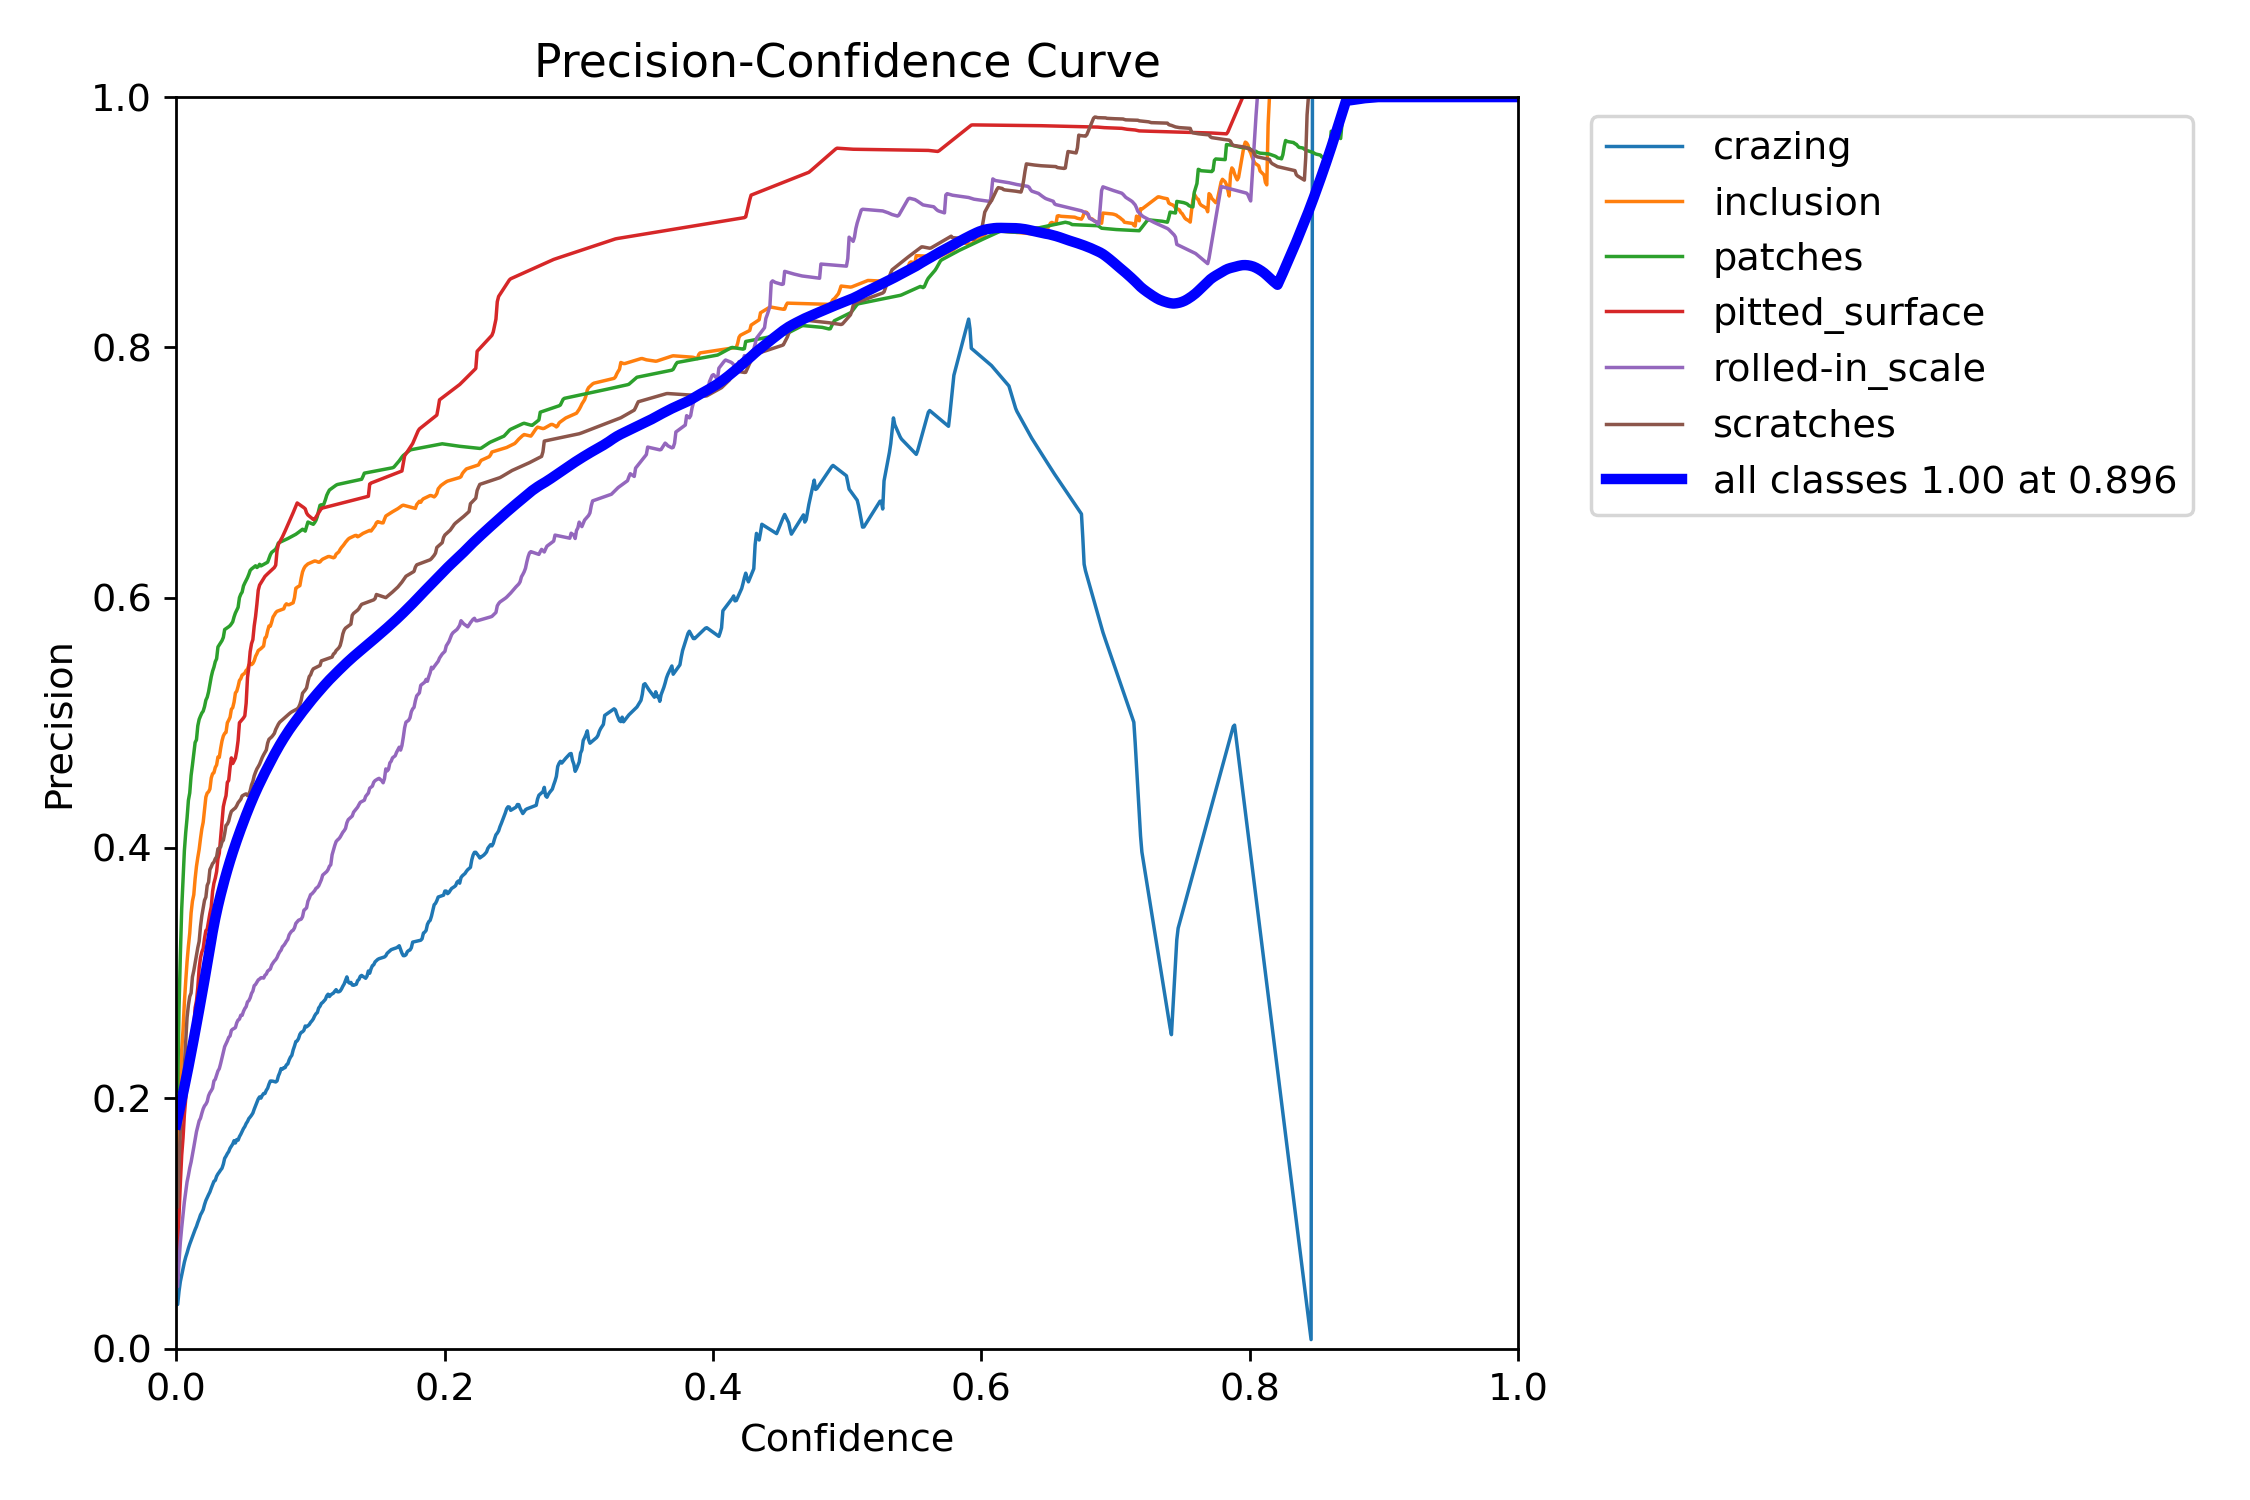 Precision-Confidence Curve
1.0
0.8
0.6
0.4
0.2
0.0
Precision
0.0 0.2 0.4 0.6 0.8 1.0
Confidence
crazing
inclusion
patches
pitted_surface
rolled-in_scale
scratches
all classes 1.00 at 0.896